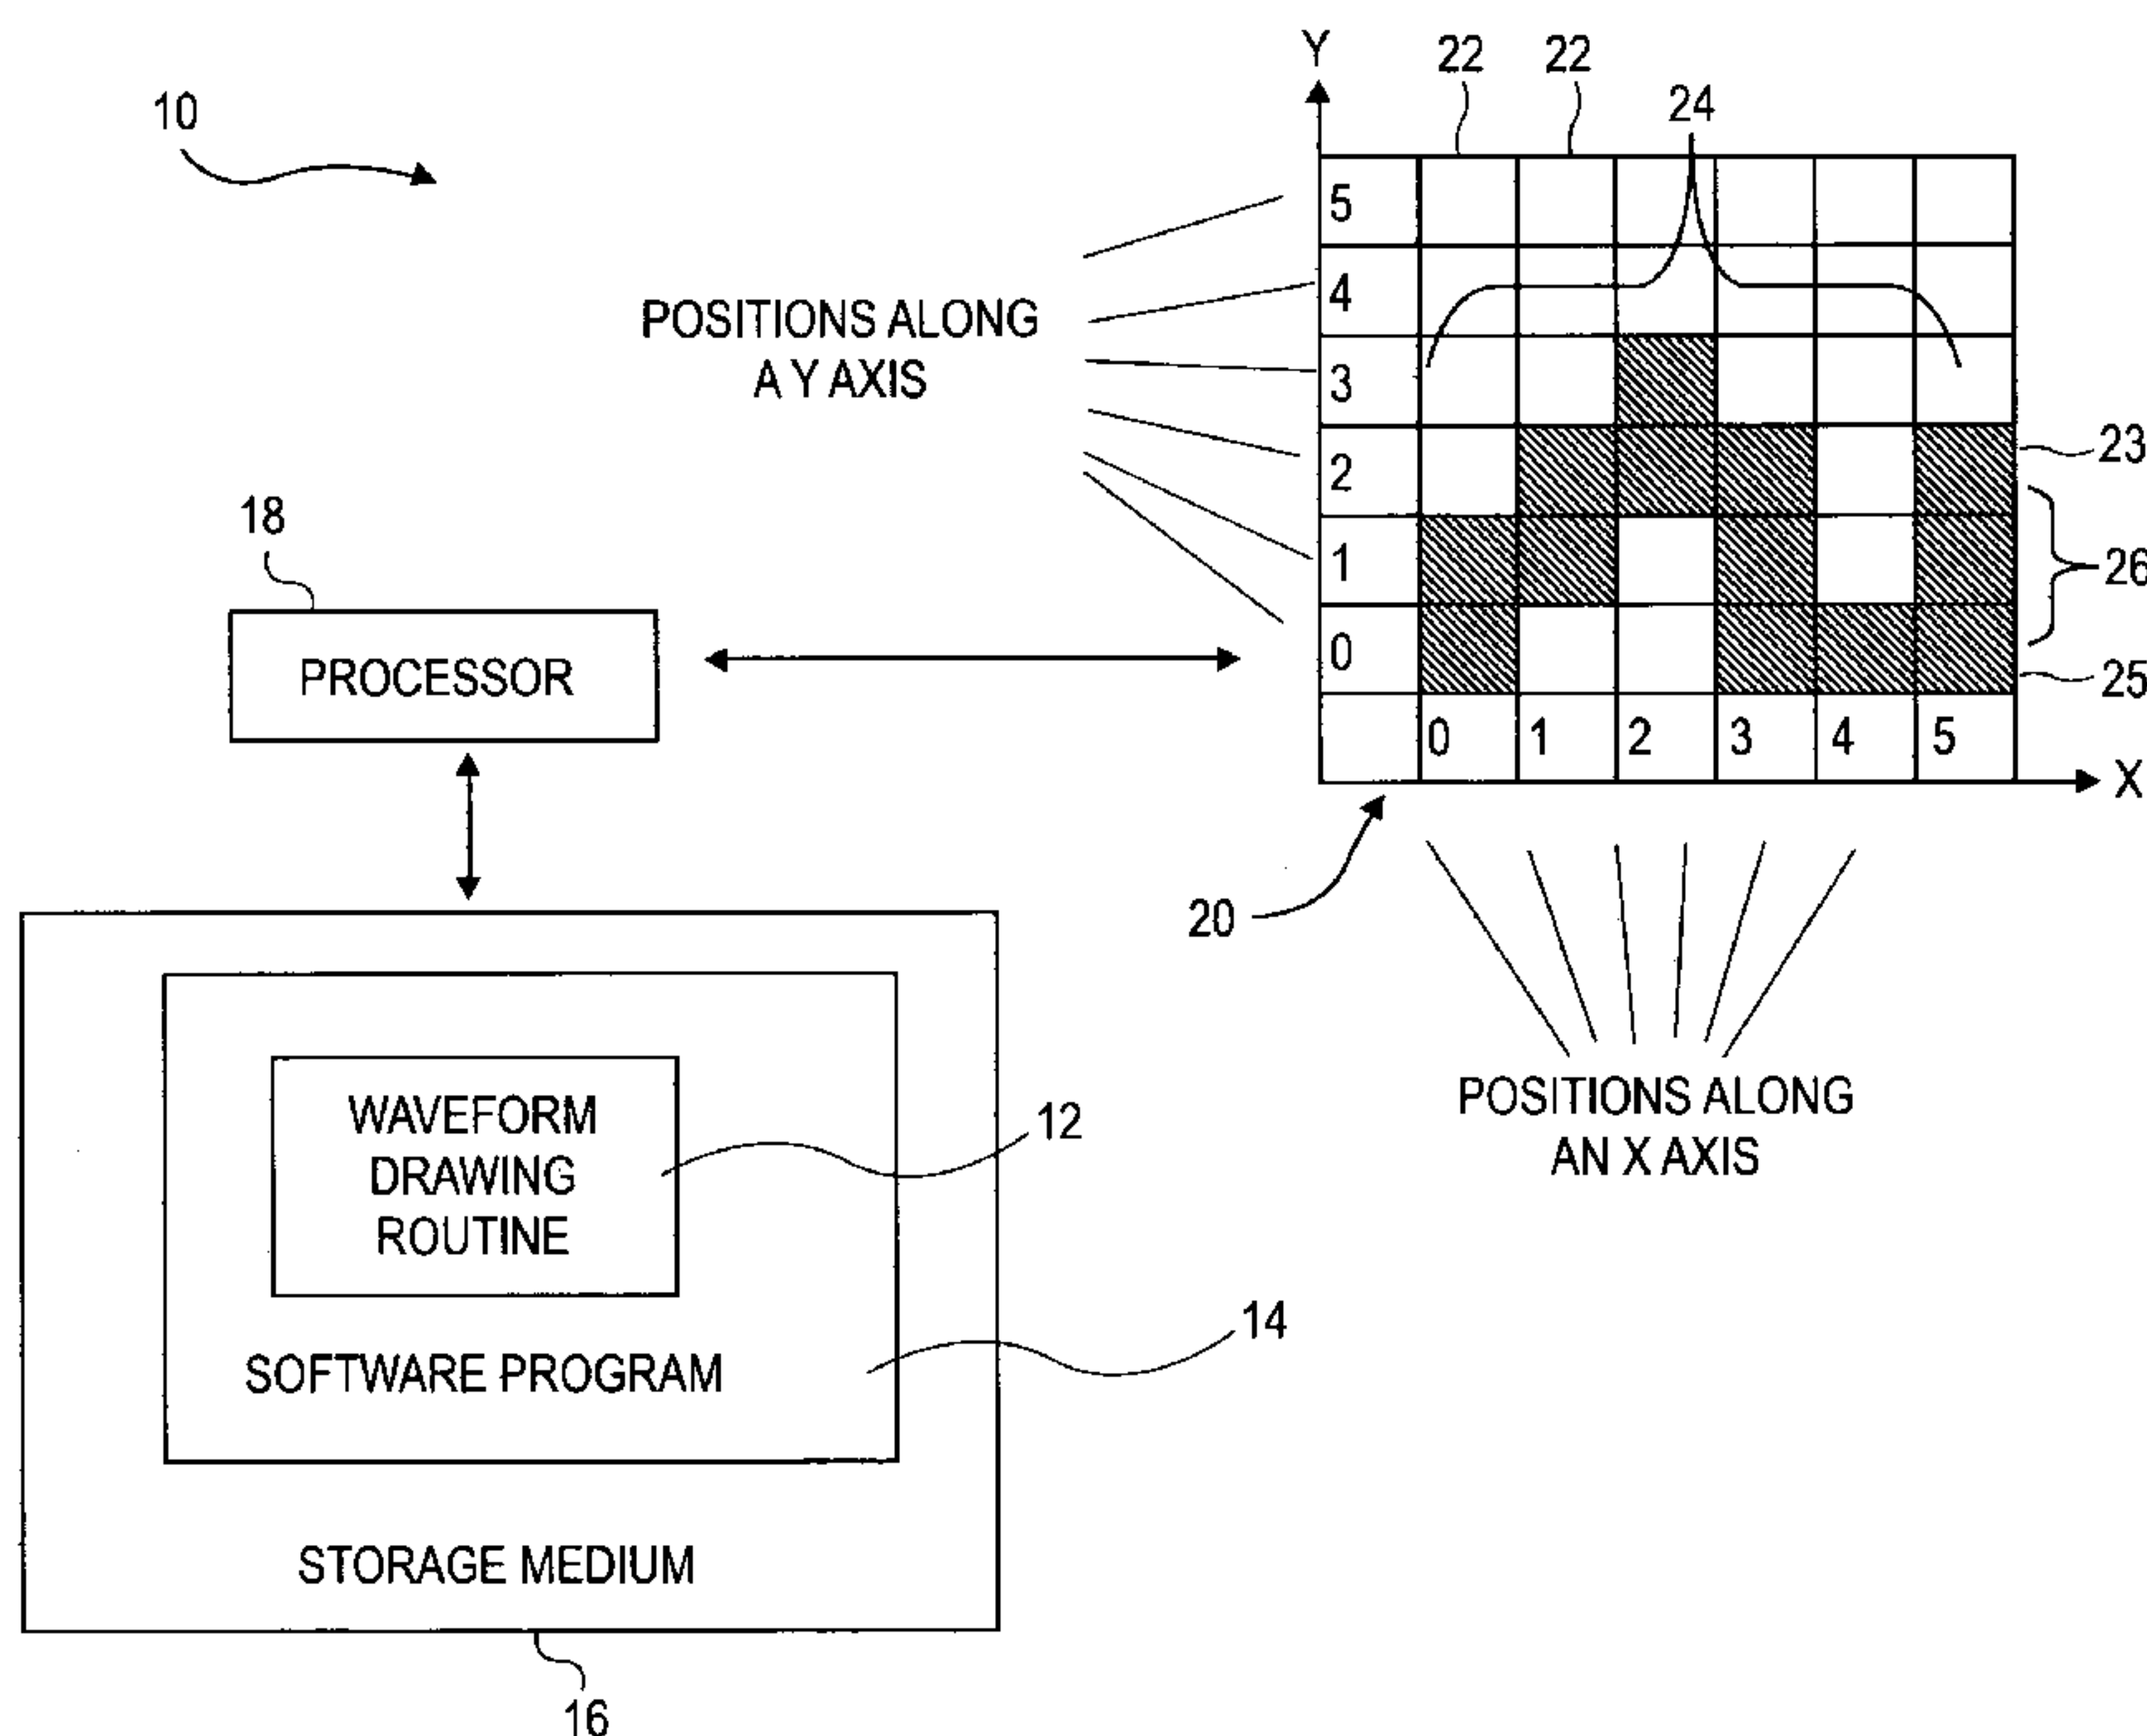 10
Y
22
22
24
5
4
3
2
1
0
0 1 2 3 4 5
X
23
26
25
POSITIONS ALONG
A Y AXIS
18
PROCESSOR
20
POSITIONS ALONG
AN X AXIS
WAVEFORM
DRAWING
ROUTINE
12
SOFTWARE PROGRAM
14
STORAGE MEDIUM
16